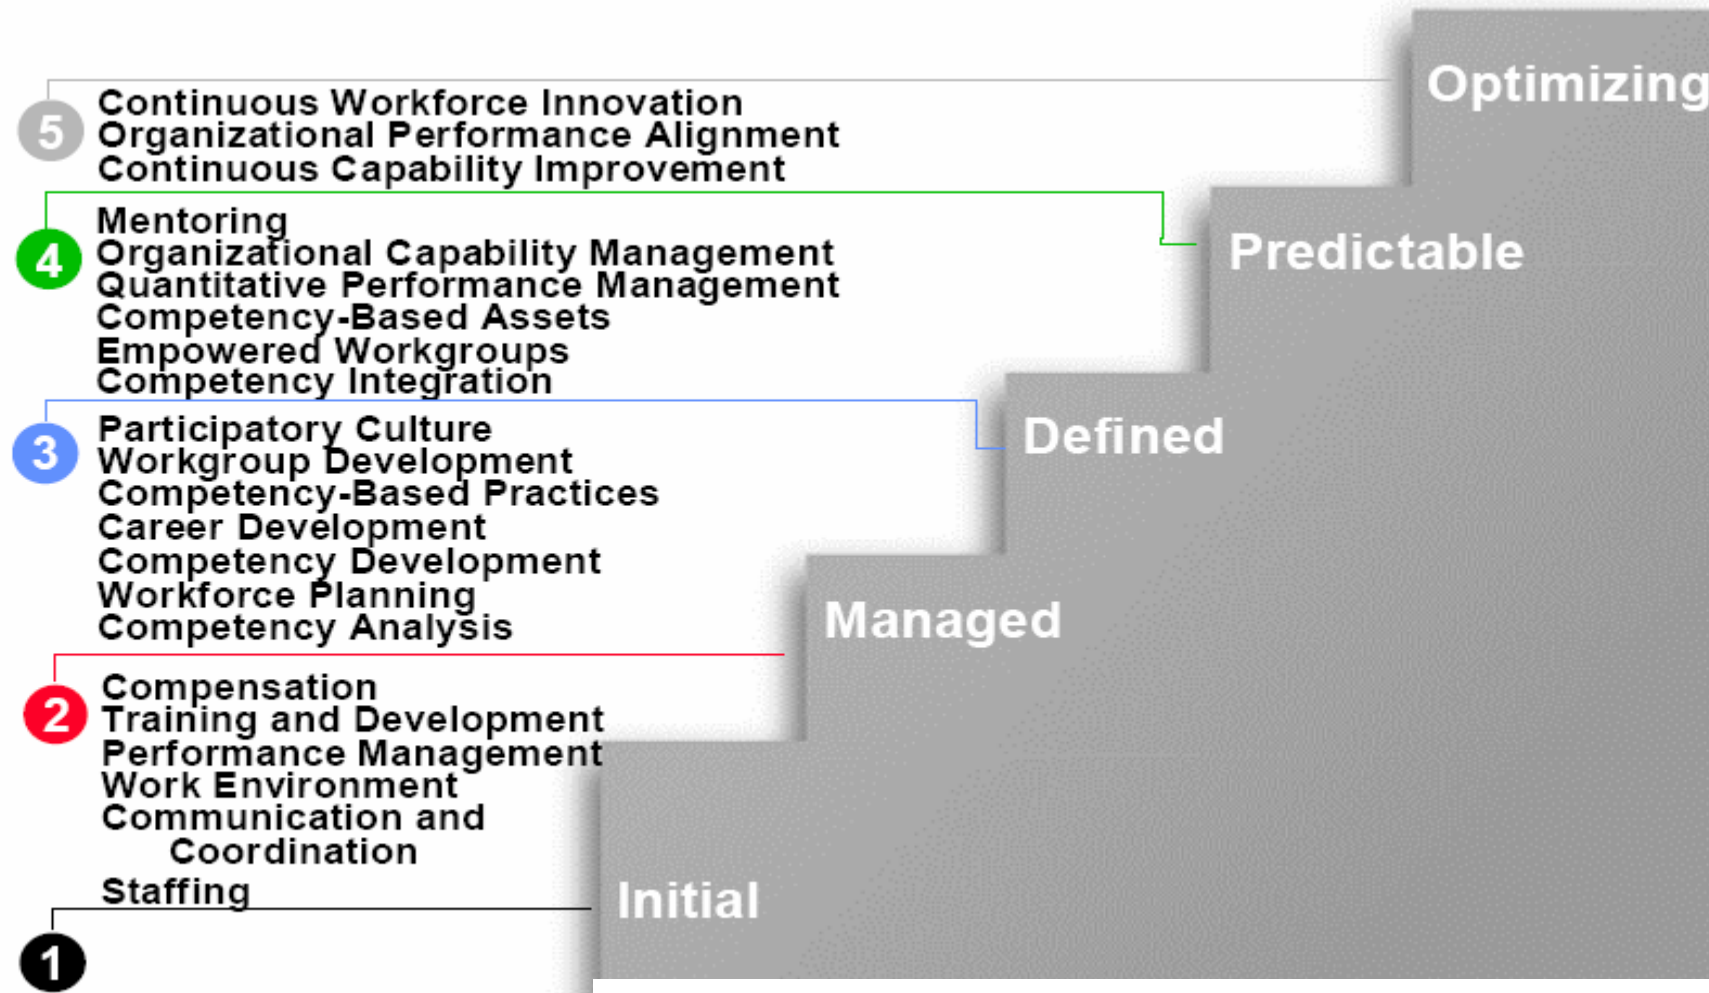 Optimizing
5
Continuous Workforce Innovation
Organizational Performance Alignment
Continuous Capability Improvement
Predictable
4
Mentoring
Organizational Capability Management
Quantitative Performance Management
Competency-Based Assets
Empowered Workgroups
Competency Integration
Defined
3
Participatory Culture
Workgroup Development
Competency-Based Practices
Career Development
Competency Development
Workforce Planning
Competency Analysis
Managed
2
Compensation
Training and Development
Performance Management
Work Environment
Communication and
Coordination
Staffing
Initial
1